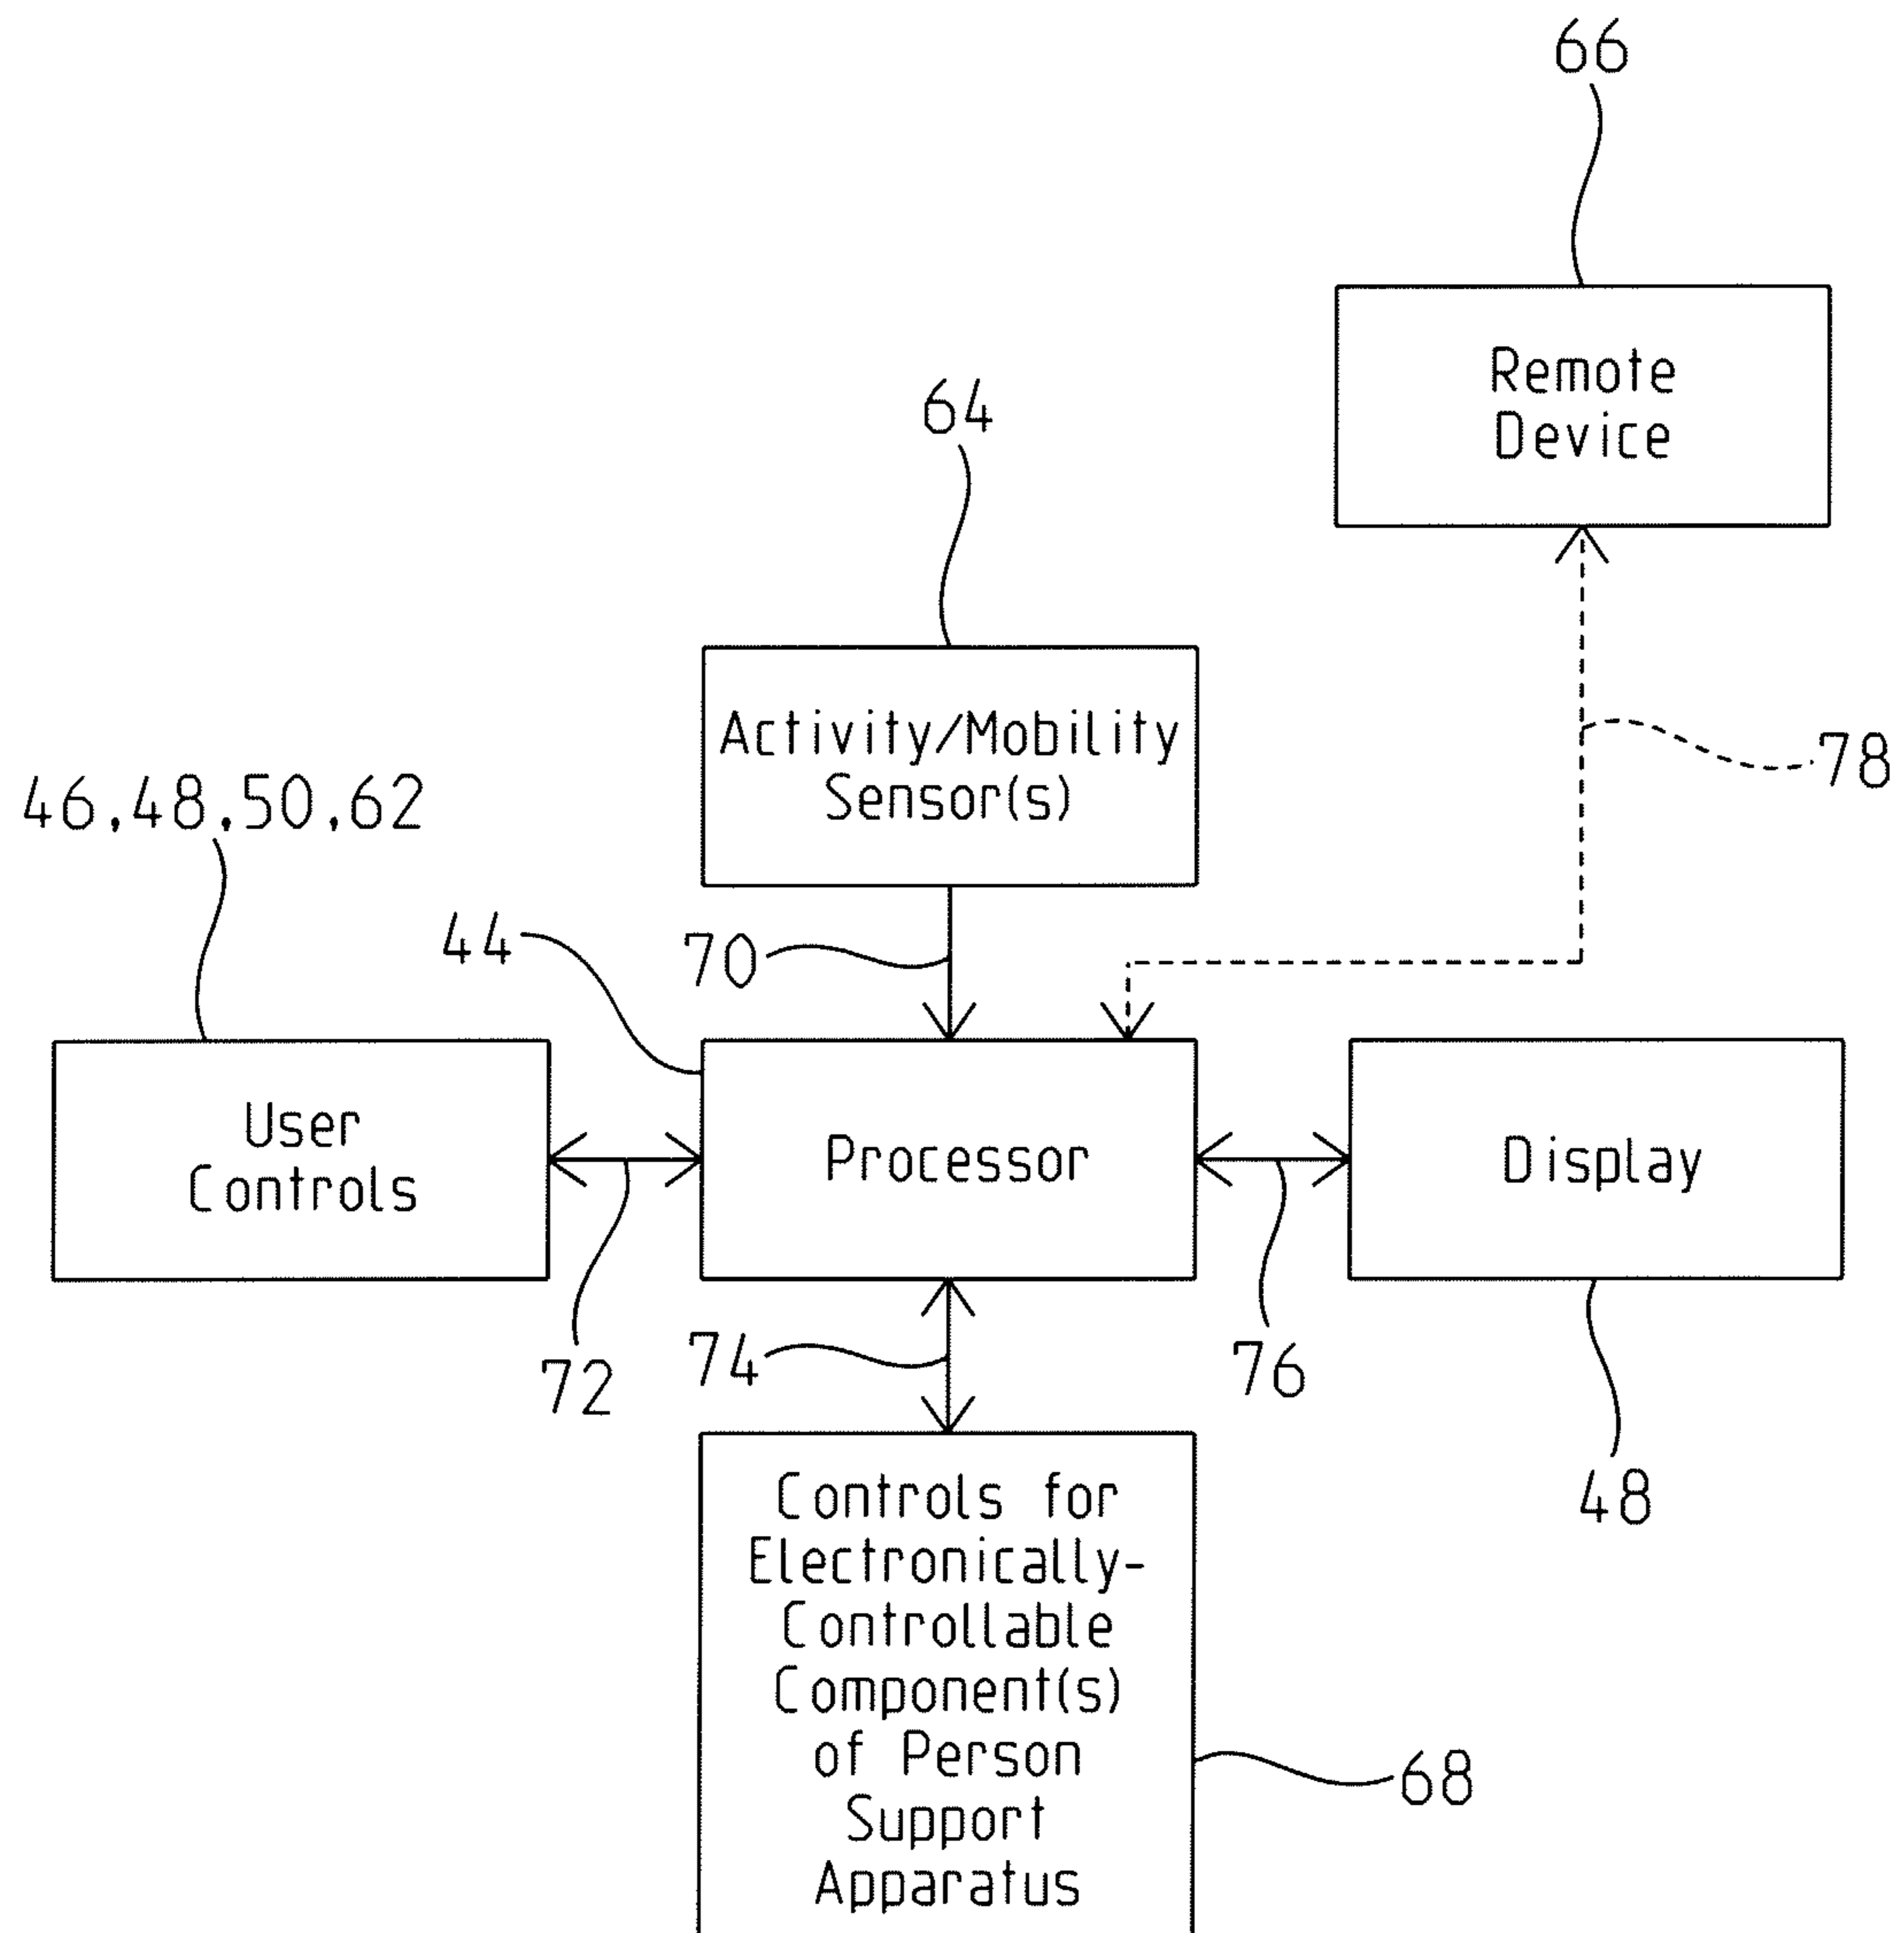 66
Remote
Device
64
Activity/Mobility
Sensor(s)
78
46,48,50,62
44
70
User
Controls
Processor
Display
72
74
76
48
Controls for
Electronically-
Controllable
Component(s)
of Person
Support
Apparatus
68